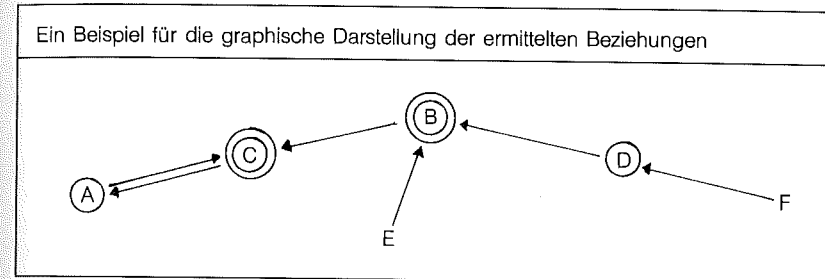 Ein Beispiel für die graphische Darstellung der ermittelten Beziehungen
B
C
D
A
F
E